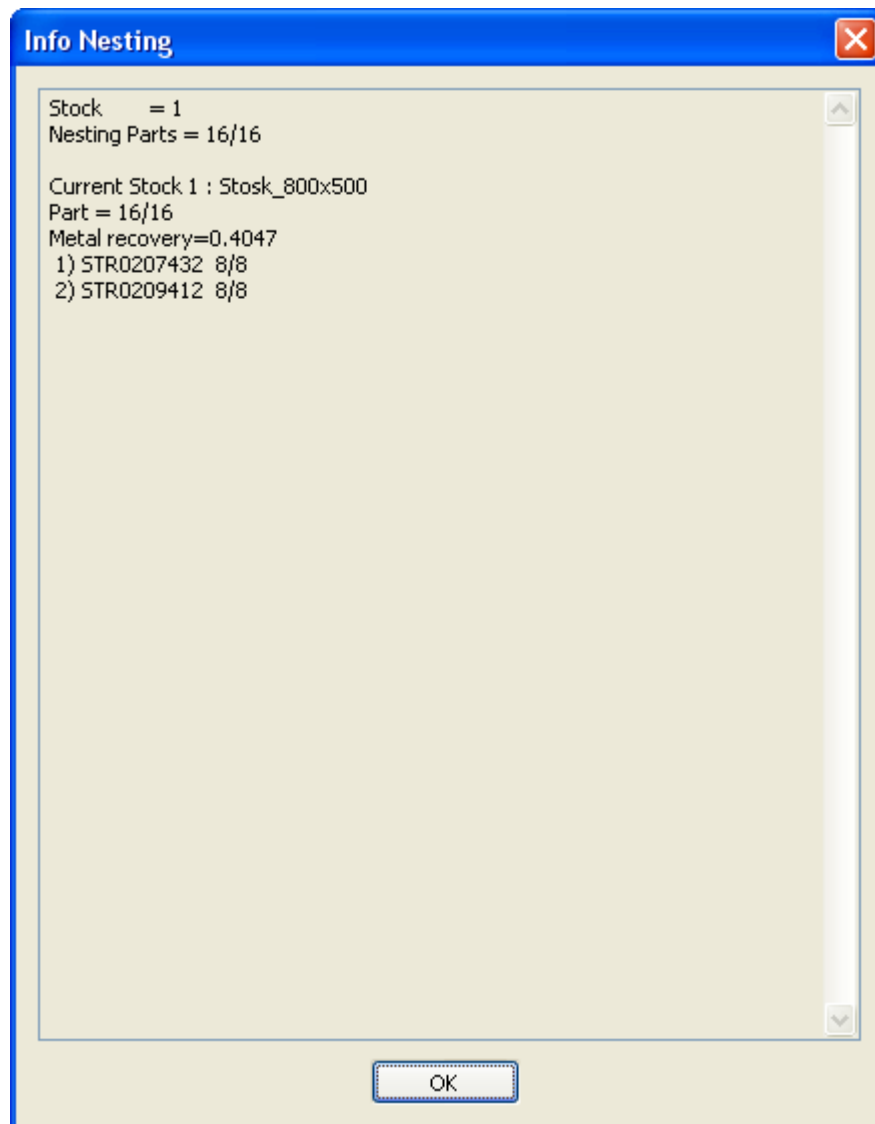 Info Nesting
Stock = 1
Nesting Parts = 16/16
Current Stock 1 : Stosk_800x500
Part = 16/16
Metal recovery=0.4047
1) STR0207432 8/8
2) STR0209412 8/8
OK